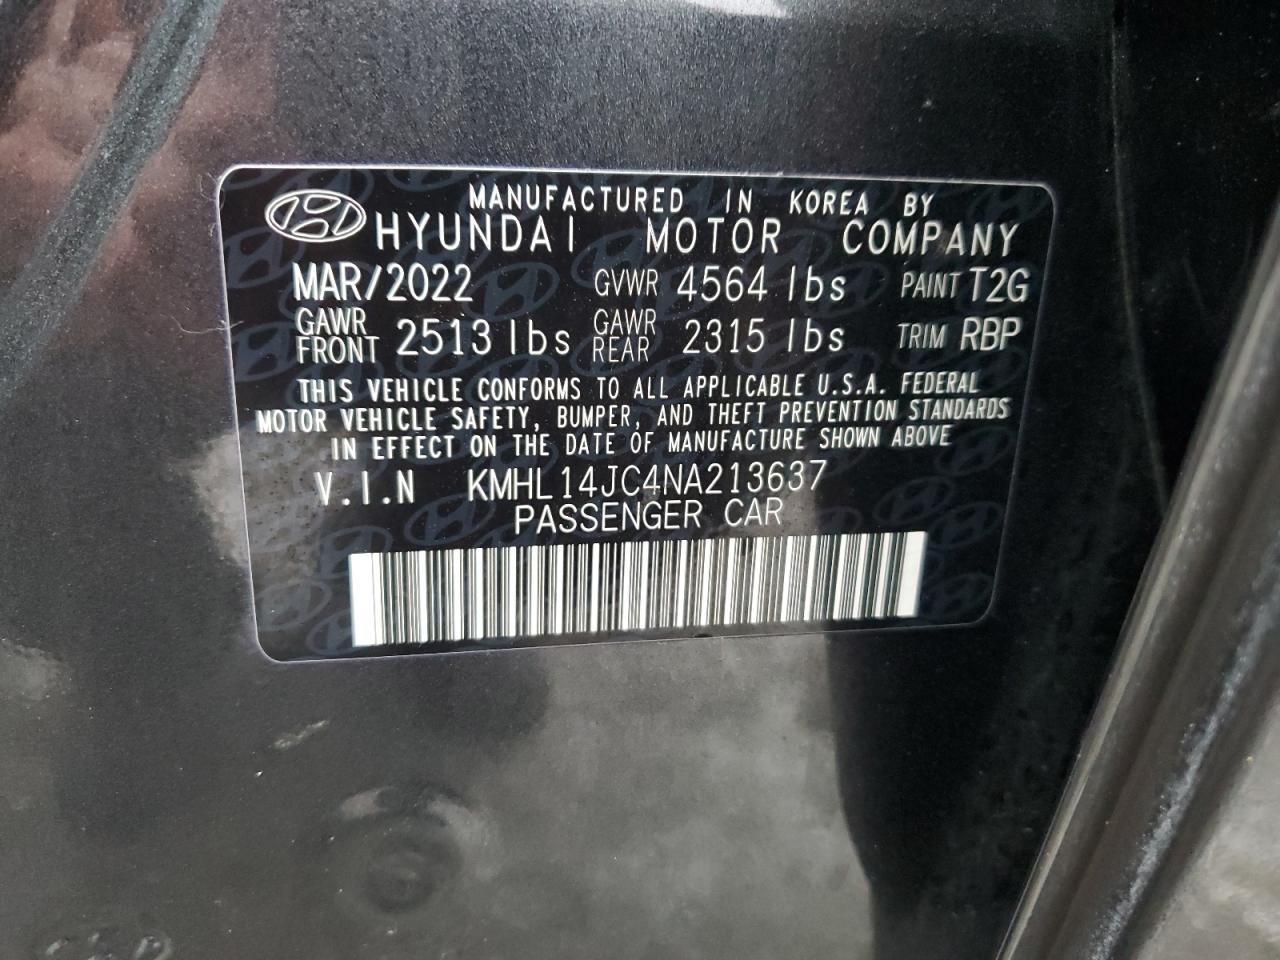 MANUFACTURED IN KOREA BY
HYUNDAI MOTOR COMPANY
MAR/2022 GVWR 4564 lbs PAINT T2G
GAWR FRONT 2513 lbs GAWR REAR 2315 lbs TRIM RBP
THIS VEHICLE CONFORMS TO ALL APPLICABLE U.S.A. FEDERAL
MOTOR VEHICLE SAFETY, BUMPER, AND THEFT PREVENTION STANDARDS
IN EFFECT ON THE DATE OF MANUFACTURE SHOWN ABOVE
V.I.N KMHL14JC4NA213637
PASSENGER CAR